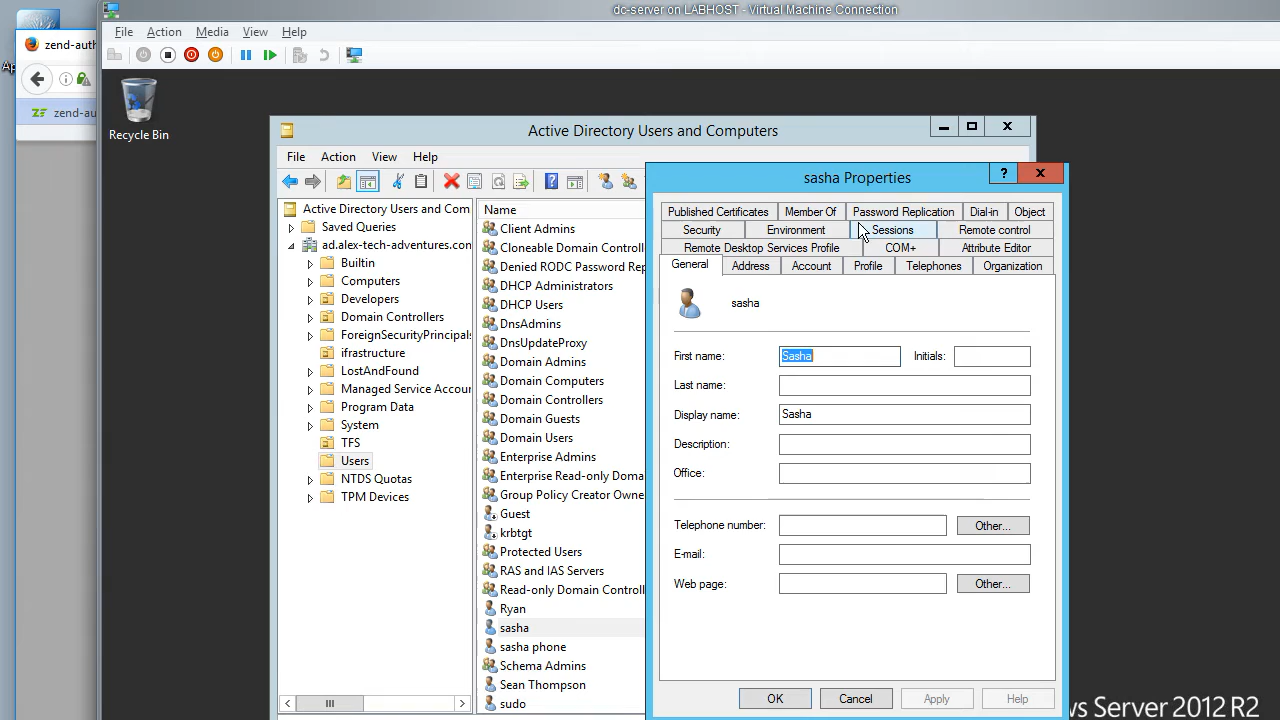 dc-server on LABHOST - Virtual Machine Connection
File Action Media View Help
zend-auth
zend-au
Recycle Bin
Active Directory Users and Computers
File Action View Help
Active Directory Users and Com
Saved Queries
ad.alex-tech-adventures.con
Builtin
Computers
Developers
Domain Controllers
ForeignSecurityPrincipals
ifrastructure
LostAndFound
Managed Service Accour
Program Data
System
TFS
Users
NTDS Quotas
TPM Devices
Name
Client Admins
Cloneable Domain Control
Denied RODC Password Rep
DHCP Administrators
DHCP Users
DnsAdmins
DnsUpdateProxy
Domain Admins
Domain Computers
Domain Controllers
Domain Guests
Domain Users
Enterprise Admins
Enterprise Read-only Doma
Group Policy Creator Owne
Guest
krbtgt
Protected Users
RAS and IAS Servers
Read-only Domain Controll
Ryan
sasha
sasha phone
Schema Admins
Sean Thompson
sudo
sasha Properties
Published Certificates Member Of Password Replication Dial-in Object
Security Environment Sessions Remote control
Remote Desktop Services Profile COM+ Attribute Editor
General Address Account Profile Telephones Organization
sasha
First name: Sasha Initials:
Last name:
Display name: Sasha
Description:
Office:
Telephone number: Other...
E-mail:
Web page: Other...
OK Cancel Apply Help
vs Server 2012 R2